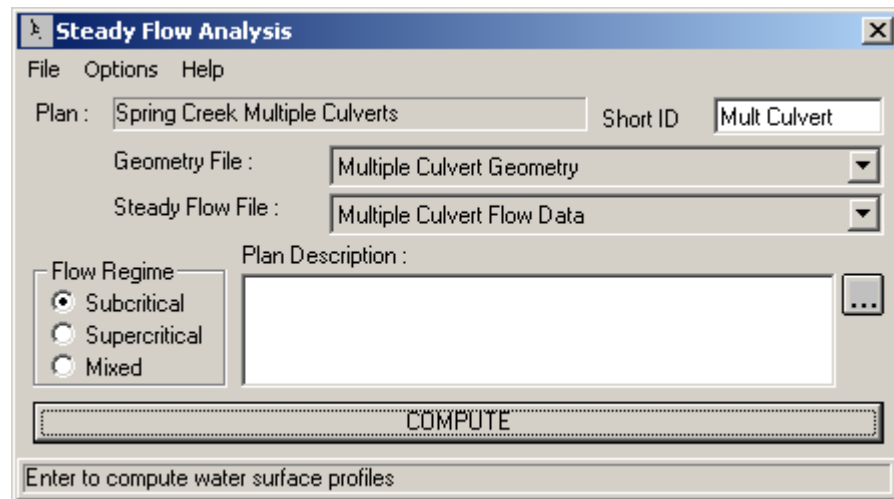 Steady Flow Analysis
File Options Help
Plan : Spring Creek Multiple Culverts Short ID Mult Culvert
Geometry File : Multiple Culvert Geometry
Steady Flow File : Multiple Culvert Flow Data
Plan Description :
Flow Regime
Subcritical
Supercritical
Mixed
...
COMPUTE
Enter to compute water surface profiles